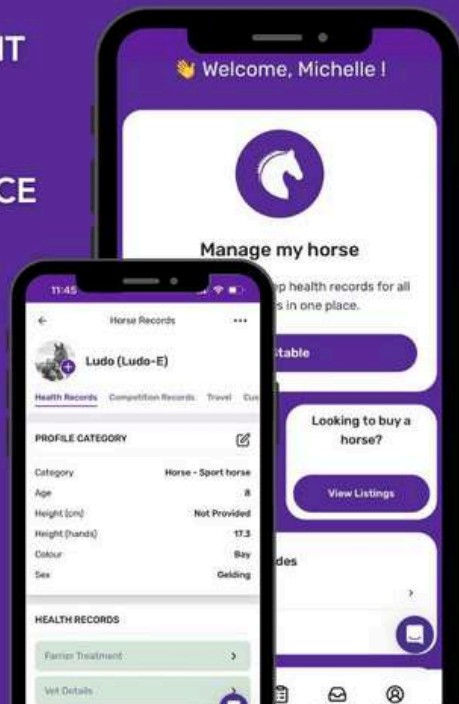 IT
CE
Welcome, Michelle !
Manage my horse
p health records for all
s in one place.
table
Looking to buy a
horse?
View Listings
des
11:45
Horse Records
Ludo (Ludo-E)
Health Records Competition Records Travel Cus
PROFILE CATEGORY
Category Horse - Sport horse
Age 8
Height (cm) Not Provided
Height (hands) 17.3
Colour Bay
Sex Gelding
HEALTH RECORDS
Farrier Treatment
Vet Details